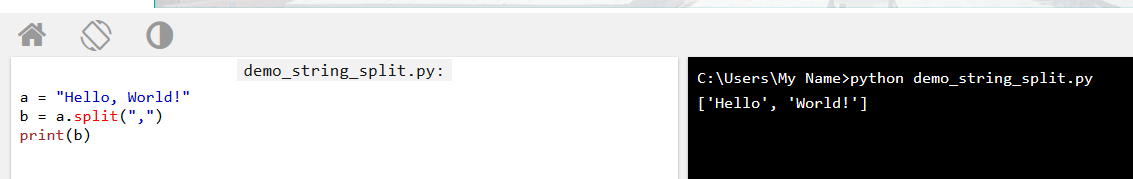 demo_string_split.py:
a = "Hello, World!"
b = a.split(",")
print(b)
C:\Users\My Name>python demo_string_split.py
['Hello', 'World!']